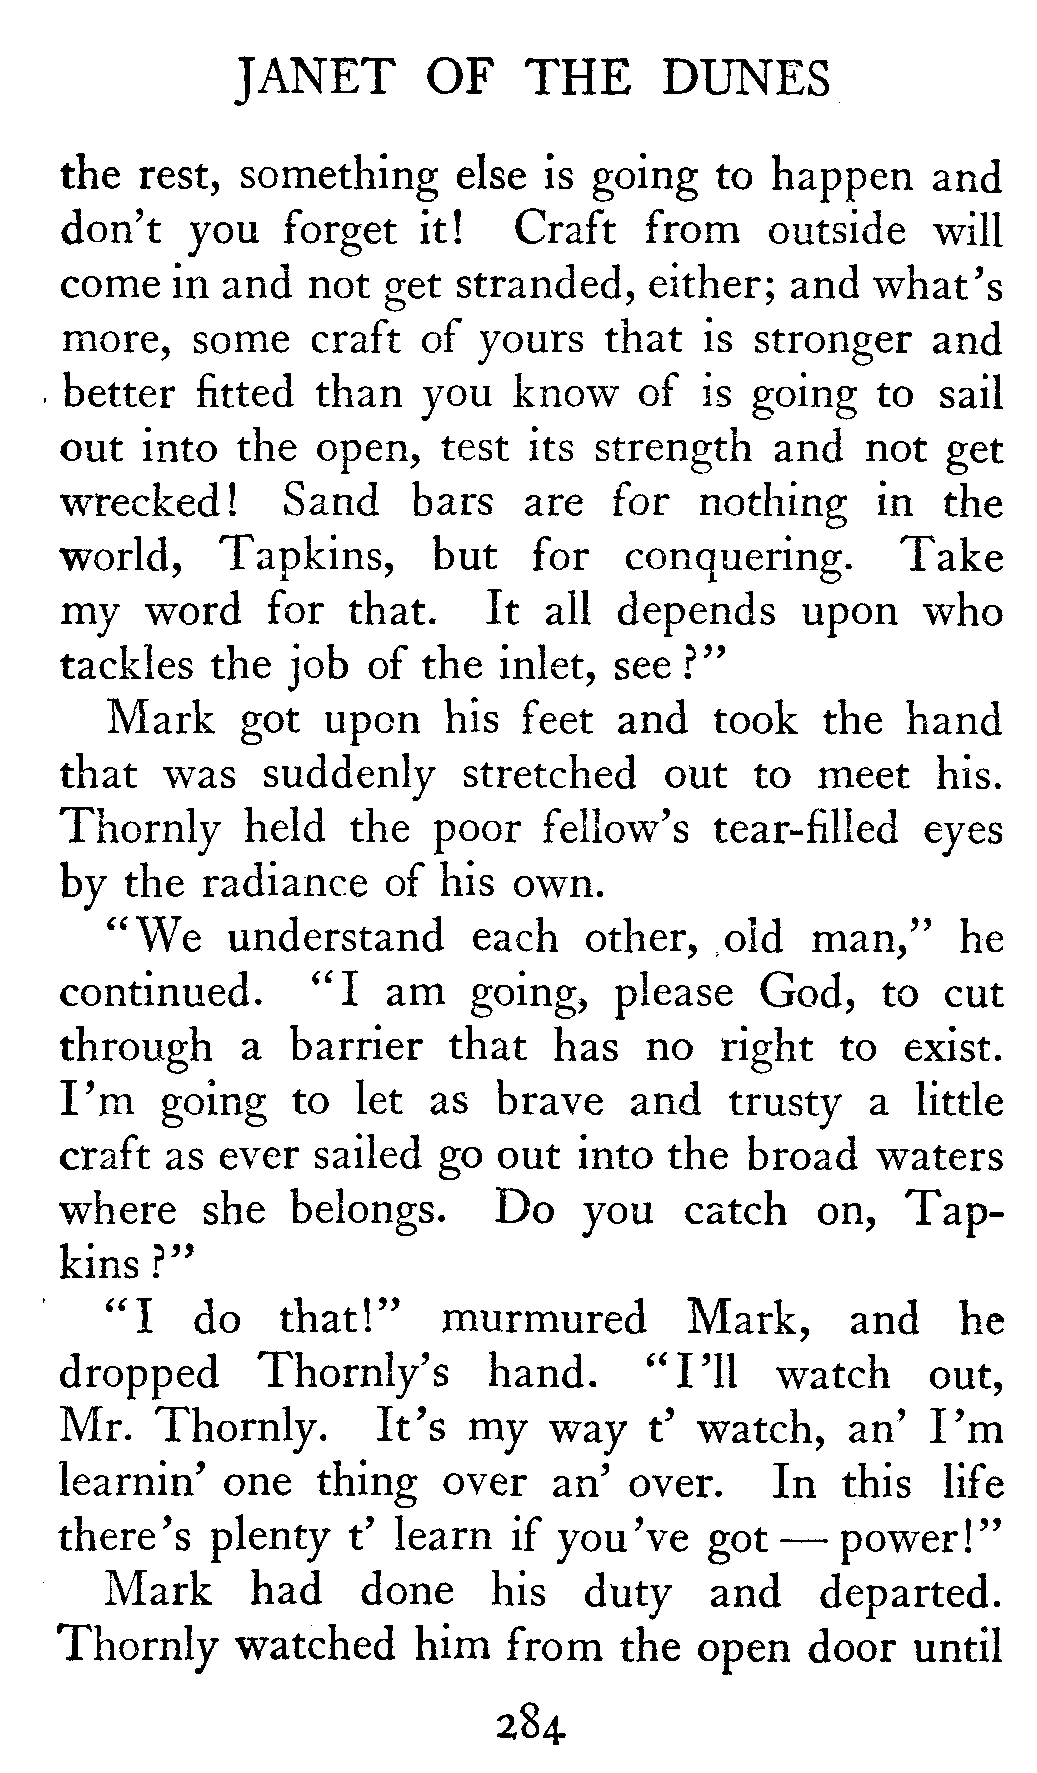 JANET OF THE DUNES
the rest, something else is going to happen and
don't you forget it! Craft from outside will
come in and not get stranded, either; and what's
more, some craft of yours that is stronger and
better fitted than you know of is going to sail
out into the open, test its strength and not get
wrecked! Sand bars are for nothing in the
world, Tapkins, but for conquering. Take
my word for that. It all depends upon who
tackles the job of the inlet, see?"
Mark got upon his feet and took the hand
that was suddenly stretched out to meet his.
Thornly held the poor fellow's tear-filled eyes
by the radiance of his own.
"We understand each other, old man," he
continued. "I am going, please God, to cut
through a barrier that has no right to exist.
I'm going to let as brave and trusty a little
craft as ever sailed go out into the broad waters
where she belongs. Do you catch on, Tap-
kins?"
"I do that!" murmured Mark, and he
dropped Thornly's hand. "I'll watch out,
Mr. Thornly. It's my way t' watch, an' I'm
learnin' one thing over an' over. In this life
there's plenty t' learn if you've got — power!"
Mark had done his duty and departed.
Thornly watched him from the open door until
284